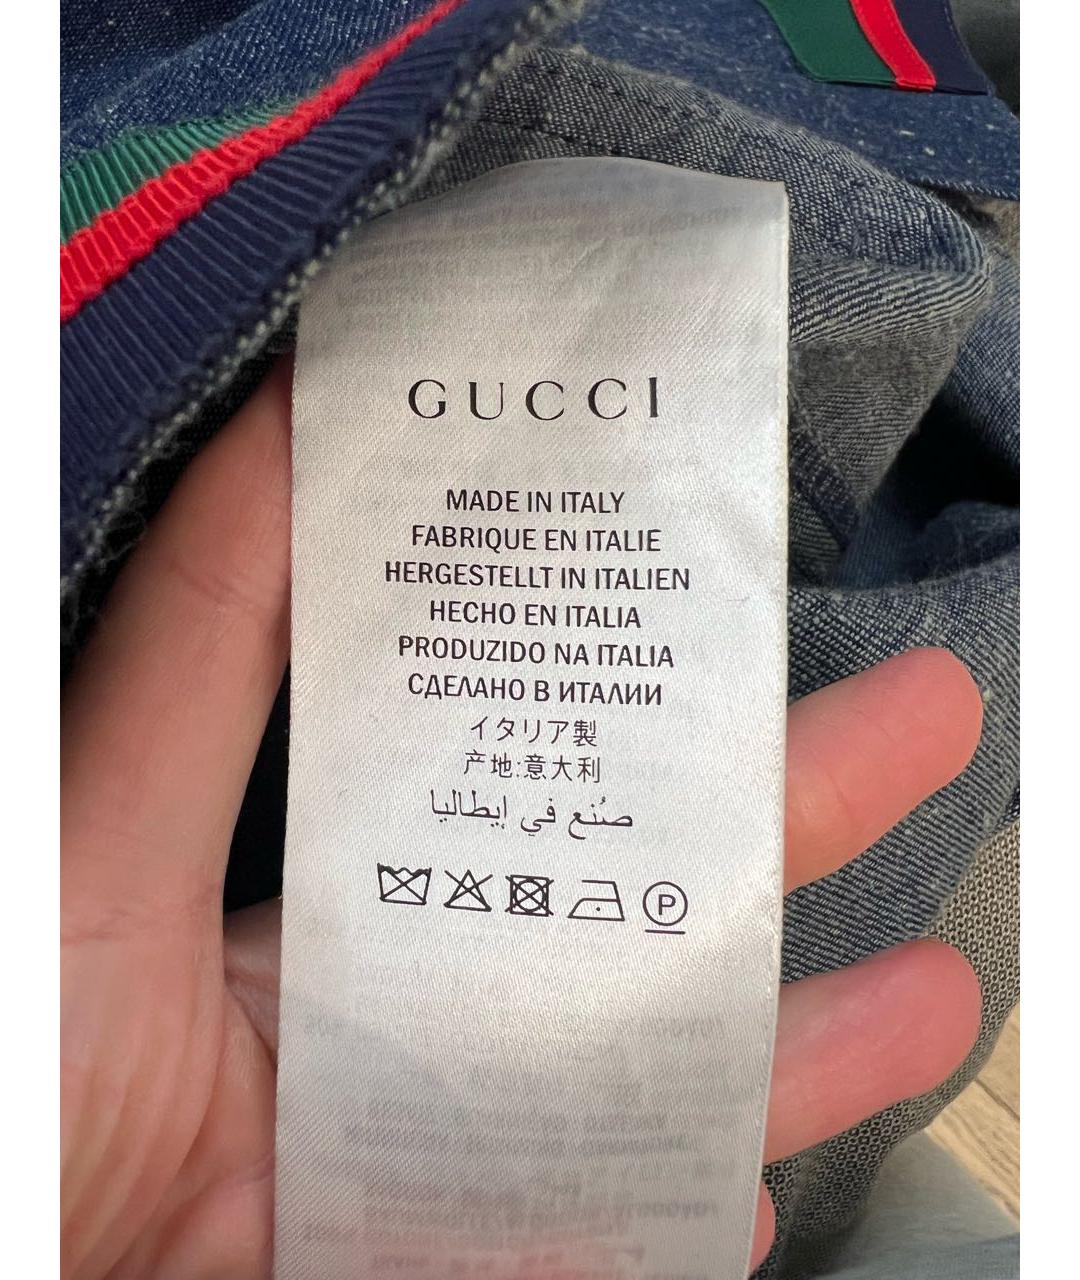 GUCCI
MADE IN ITALY
FABRIQUE EN ITALIE
HERGESTELLT IN ITALIEN
HECHO EN ITALIA
PRODUZIDO NA ITALIA
СДЕЛАНО В ИТАЛИИ
イタリア製
产地:意大利
صُنع في إيطاليا
P